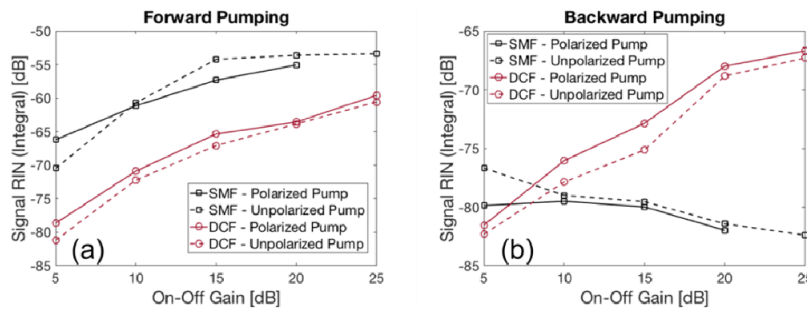 Forward Pumping
-50
-55
-60
-65
-70
-75
-80
-85
Signal RIN (Integral) [dB]
SMF - Polarized Pump
SMF - Unpolarized Pump
DCF - Polarized Pump
DCF - Unpolarized Pump
(a)
5
10
15
20
25
On-Off Gain [dB]
Backward Pumping
-65
-70
-75
-80
-85
Signal RIN (Integral) [dB]
SMF - Polarized Pump
SMF - Unpolarized Pump
DCF - Polarized Pump
DCF - Unpolarized Pump
(b)
5
10
15
20
25
On-Off Gain [dB]